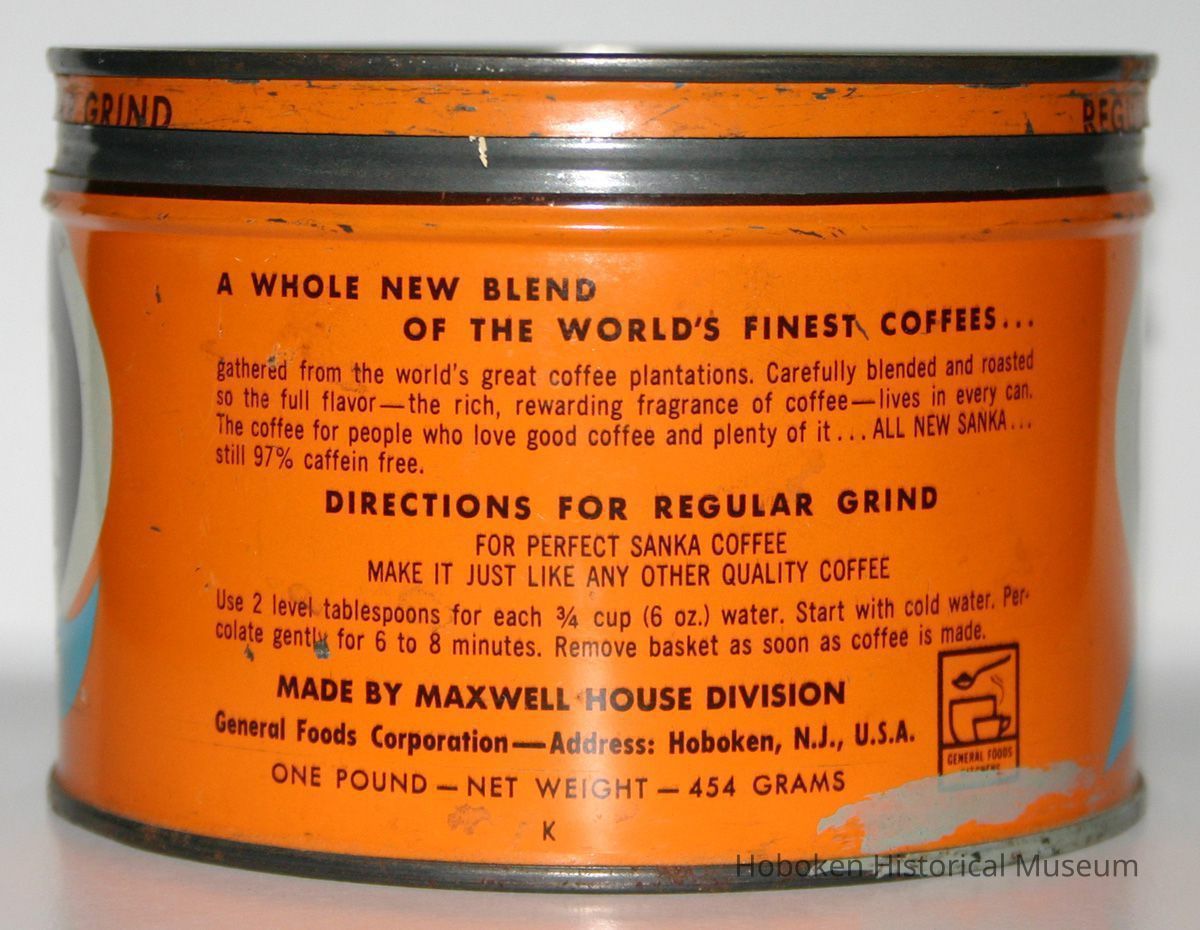 GRIND
A WHOLE NEW BLEND
OF THE WORLD'S FINEST COFFEES...
gathered from the world's great coffee plantations. Carefully blended and roasted
so the full flavor—the rich, rewarding fragrance of coffee—lives in every can.
The coffee for people who love good coffee and plenty of it...ALL NEW SANKA...
still 97% caffein free.
DIRECTIONS FOR REGULAR GRIND
FOR PERFECT SANKA COFFEE
MAKE IT JUST LIKE ANY OTHER QUALITY COFFEE
Use 2 level tablespoons for each ¾ cup (6 oz.) water. Start with cold water. Per-
colate gently for 6 to 8 minutes. Remove basket as soon as coffee is made.
MADE BY MAXWELL HOUSE DIVISION
General Foods Corporation—Address: Hoboken, N.J., U.S.A.
GENERAL FOODS
KITCHENS
ONE POUND — NET WEIGHT — 454 GRAMS
K
Hoboken Historical Museum